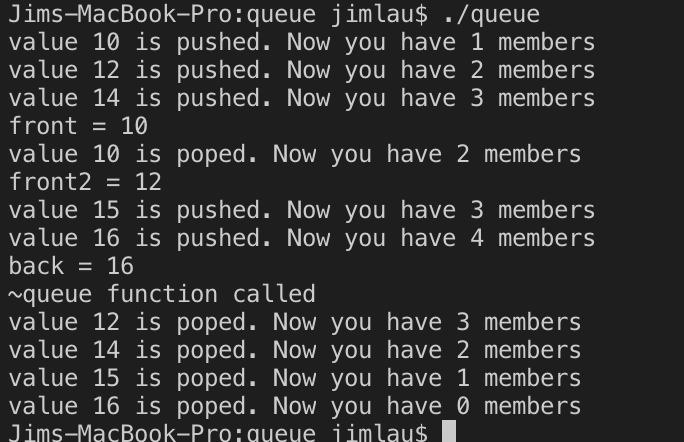 Jims-MacBook-Pro:queue jimlau$ ./queue
value 10 is pushed. Now you have 1 members
value 12 is pushed. Now you have 2 members
value 14 is pushed. Now you have 3 members
front = 10
value 10 is poped. Now you have 2 members
front2 = 12
value 15 is pushed. Now you have 3 members
value 16 is pushed. Now you have 4 members
back = 16
~queue function called
value 12 is poped. Now you have 3 members
value 14 is poped. Now you have 2 members
value 15 is poped. Now you have 1 members
value 16 is poped. Now you have 0 members
Jims-MacBook-Pro:queue jimlau$